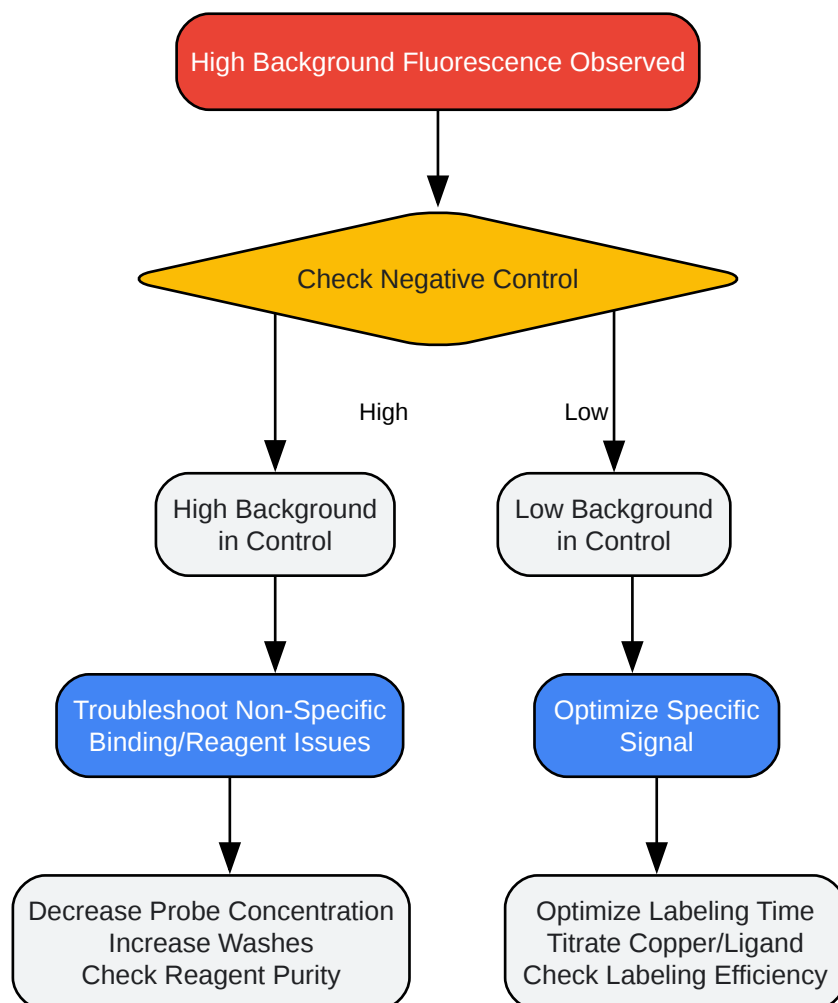 High Background Fluorescence Observed
Check Negative Control
High
Low
High Background
in Control
Low Background
in Control
Troubleshoot Non-Specific
Binding/Reagent Issues
Optimize Specific
Signal
Decrease Probe Concentration
Increase Washes
Check Reagent Purity
Optimize Labeling Time
Titrate Copper/Ligand
Check Labeling Efficiency